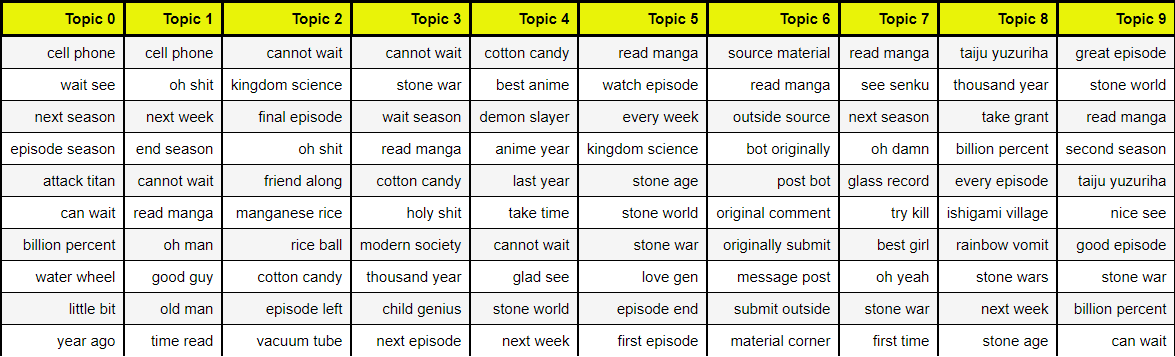 Topic 0 Topic 1 Topic 2 Topic 3 Topic 4 Topic 5 Topic 6 Topic 7 Topic 8 Topic 9
cell phone cell phone cannot wait cannot wait cotton candy read manga source material read manga taiju yuzuriha great episode
wait see oh shit kingdom science stone war best anime watch episode read manga see senku thousand year stone world
next season next week final episode wait season demon slayer every week outside source next season take grant read manga
episode season end season oh shit read manga anime year kingdom science bot originally oh damn billion percent second season
attack titan cannot wait friend along cotton candy last year stone age post bot glass record every episode taiju yuzuriha
can wait read manga manganese rice holy shit take time stone world original comment try kill ishigami village nice see
billion percent oh man rice ball modern society cannot wait stone war originally submit best girl rainbow vomit good episode
water wheel good guy cotton candy thousand year glad see love gen message post oh yeah stone wars stone war
little bit old man episode left child genius stone world episode end submit outside stone war next week billion percent
year ago time read vacuum tube next episode next week first episode material corner first time stone age can wait